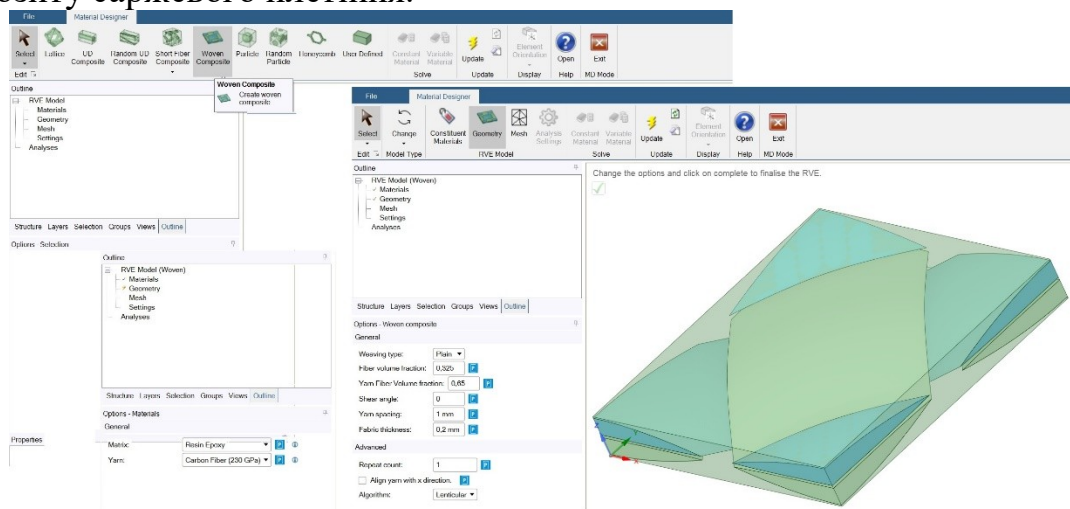 композиту саржевого плетіння.
File Material Designer
Select Lattice UD Composite Random UD Composite Short Fiber Composite Woven Composite Particle Random Particle Honeycomb User Defined Constant Material Variable Material Update Element Orientation Open Exit
Edit Solve Update Display Help MD Mode
Woven Composite
Create woven composite
Outline
RVE Model
Materials
Geometry
Mesh
Settings
Analyses
Structure Layers Selection Groups Views Outline
Options - Selection
Properties
Outline
RVE Model (Woven)
Materials
Geometry
Mesh
Settings
Analyses
Structure Layers Selection Groups Views Outline
Options - Materials
General
Matrix: Resin Epoxy
Yarn: Carbon Fiber (230 GPa)
File Material Designer
Select Change Constituent Materials Geometry Mesh Analysis Settings Constant Material Variable Material Update Element Orientation Open Exit
Edit Model Type RVE Model Solve Update Display Help MD Mode
Outline
RVE Model (Woven)
Materials
Geometry
Mesh
Settings
Analyses
Structure Layers Selection Groups Views Outline
Options - Woven composite
General
Weaving type: Plain
Fiber volume fraction: 0,325
Yarn Fiber Volume fraction: 0,65
Shear angle: 0
Yarn spacing: 1 mm
Fabric thickness: 0,2 mm
Advanced
Repeat count: 1
Align yarn with x direction.
Algorithm: Lenticular
Change the options and click on complete to finalise the RVE.